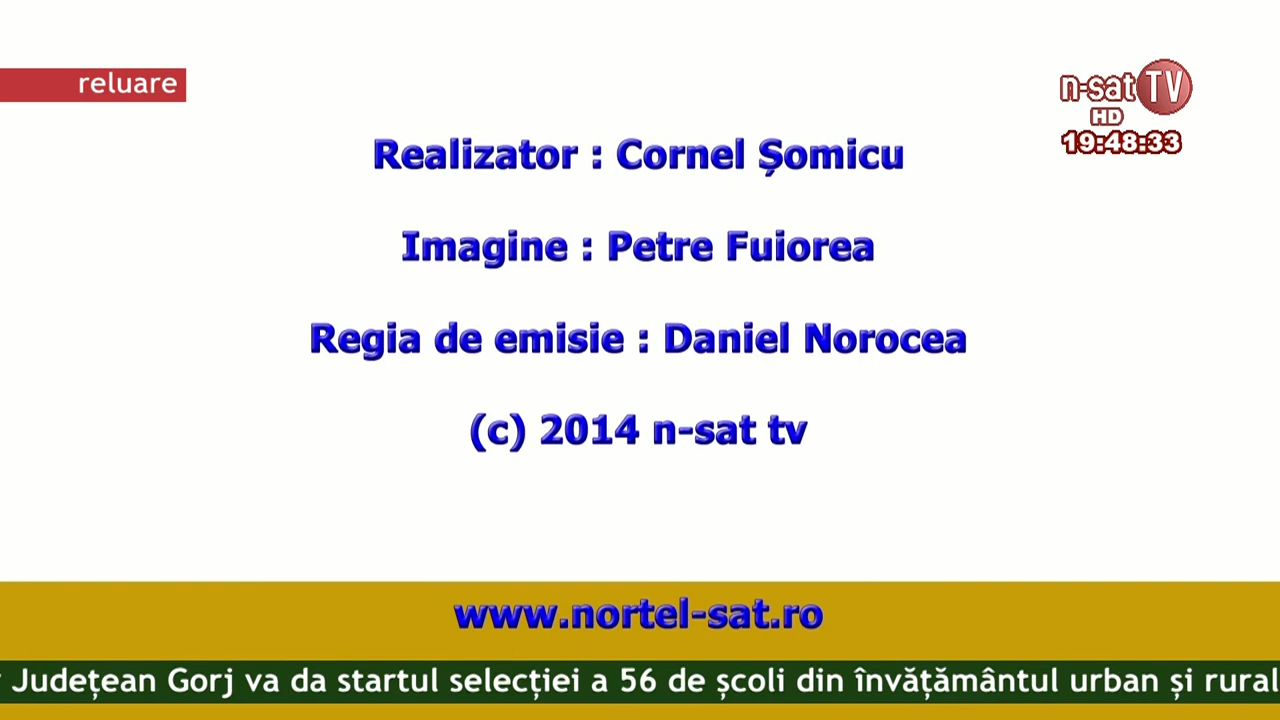 reluare
n-sat TV
HD
19:48:33
Realizator : Cornel Șomicu
Imagine : Petre Fuiorea
Regia de emisie : Daniel Norocea
(c) 2014 n-sat tv
www.nortel-sat.ro
Județean Gorj va da startul selecției a 56 de școli din învățământul urban și rural